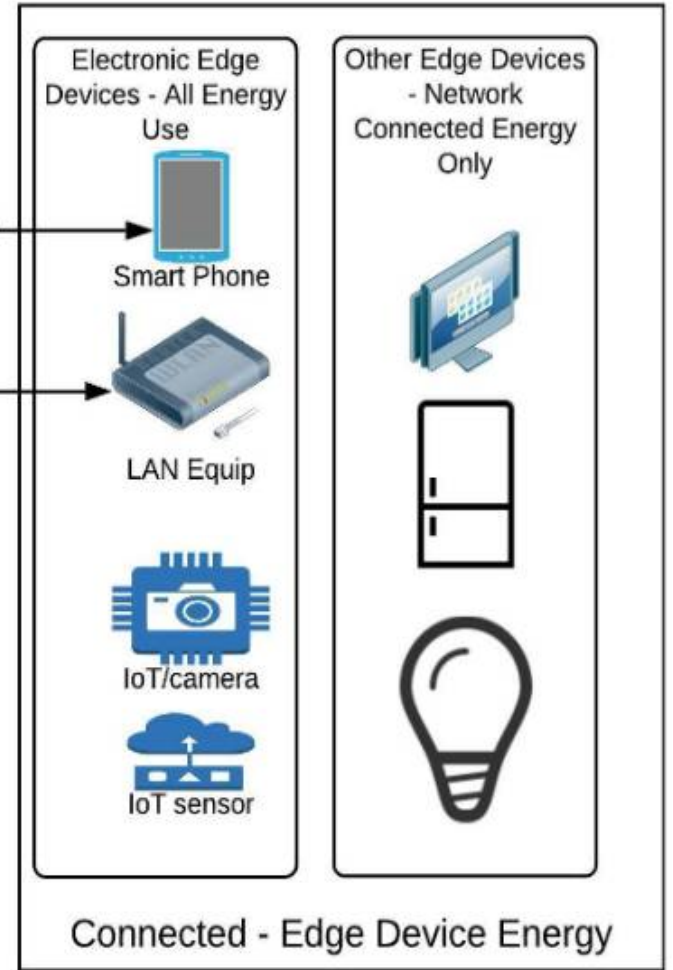 Electronic Edge
Devices - All Energy
Use
Smart Phone
WLAN
LAN Equip
IoT/camera
IoT sensor
Other Edge Devices
- Network
Connected Energy
Only
Connected - Edge Device Energy